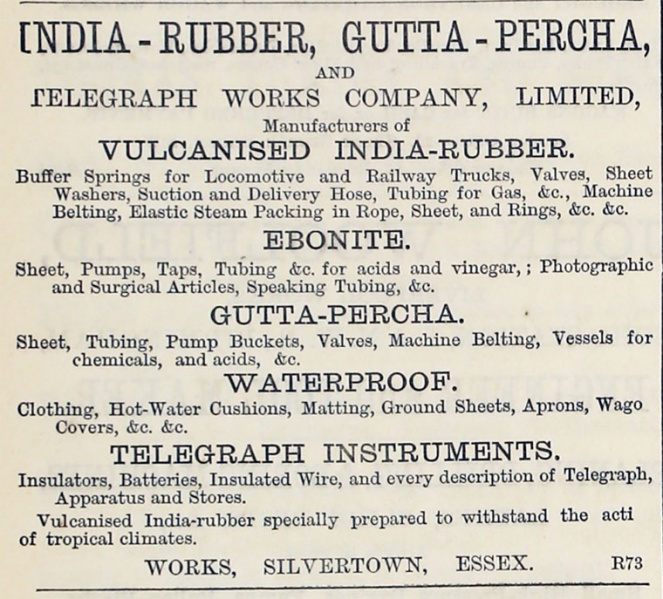 INDIA-RUBBER, GUTTA-PERCHA,
AND
TELEGRAPH WORKS COMPANY, LIMITED,
Manufacturers of
VULCANISED INDIA-RUBBER.
Buffer Springs for Locomotive and Railway Trucks, Valves, Sheet
Washers, Suction and Delivery Hose, Tubing for Gas, &c., Machine
Belting, Elastic Steam Packing in Rope, Sheet, and Rings, &c. &c.
EBONITE.
Sheet, Pumps, Taps, Tubing &c. for acids and vinegar,; Photographic
and Surgical Articles, Speaking Tubing, &c.
GUTTA-PERCHA.
Sheet, Tubing, Pump Buckets, Valves, Machine Belting, Vessels for
chemicals, and acids, &c.
WATERPROOF.
Clothing, Hot-Water Cushions, Matting, Ground Sheets, Aprons, Wago
Covers, &c. &c.
TELEGRAPH INSTRUMENTS.
Insulators, Batteries, Insulated Wire, and every description of Telegraph,
Apparatus and Stores.
Vulcanised India-rubber specially prepared to withstand the acti
of tropical climates.
WORKS, SILVERTOWN, ESSEX. R73